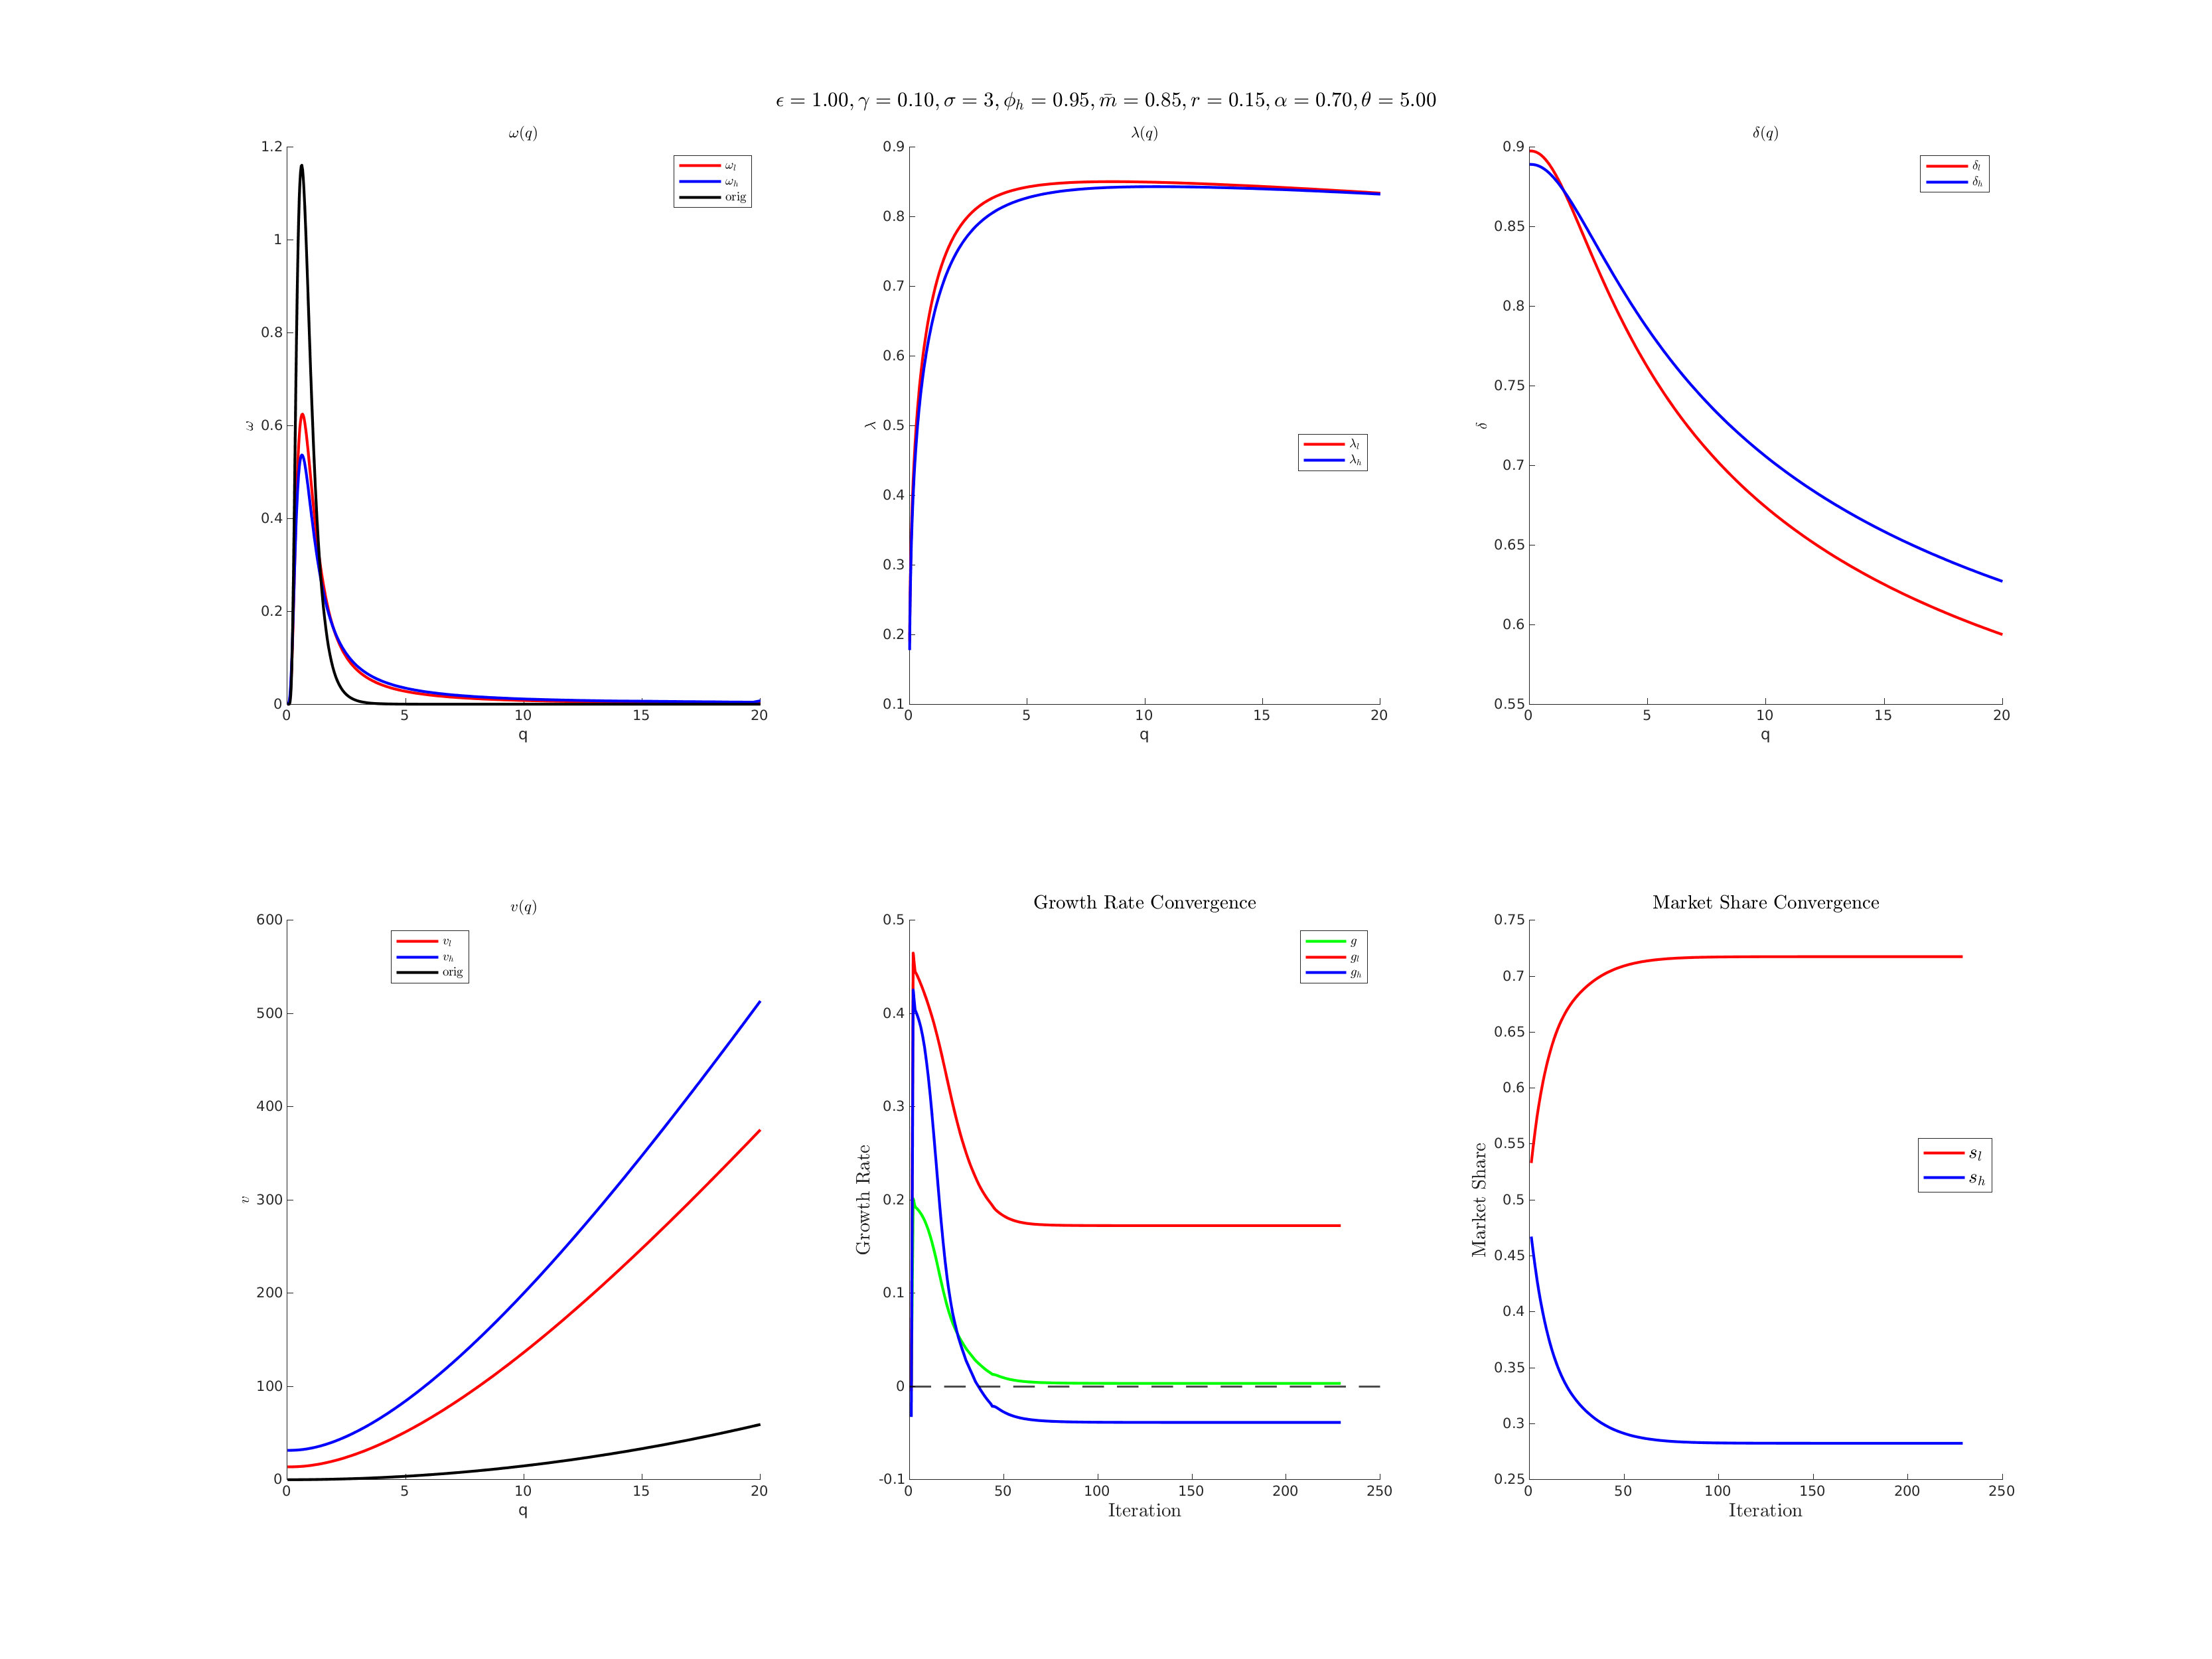 ϵ = 1.00, γ = 0.10, σ = 3, ϕ_h = 0.95, m̄ = 0.85, r = 0.15, α = 0.70, θ = 5.00
ω(q)
1.2
1
0.8
0.6
0.4
0.2
0
0 5 10 15 20
ω
q
ω_l
ω_h
orig
λ(q)
0.9
0.8
0.7
0.6
0.5
0.4
0.3
0.2
0.1
0 5 10 15 20
λ
q
λ_l
λ_h
δ(q)
0.9
0.85
0.8
0.75
0.7
0.65
0.6
0.55
0 5 10 15 20
δ
q
δ_l
δ_h
v(q)
600
500
400
300
200
100
0
0 5 10 15 20
v
q
v_l
v_h
orig
Growth Rate Convergence
0.5
0.4
0.3
0.2
0.1
0
-0.1
0 50 100 150 200 250
Growth Rate
Iteration
g
g_l
g_h
Market Share Convergence
0.75
0.7
0.65
0.6
0.55
0.5
0.45
0.4
0.35
0.3
0.25
0 50 100 150 200 250
Market Share
Iteration
s_l
s_h